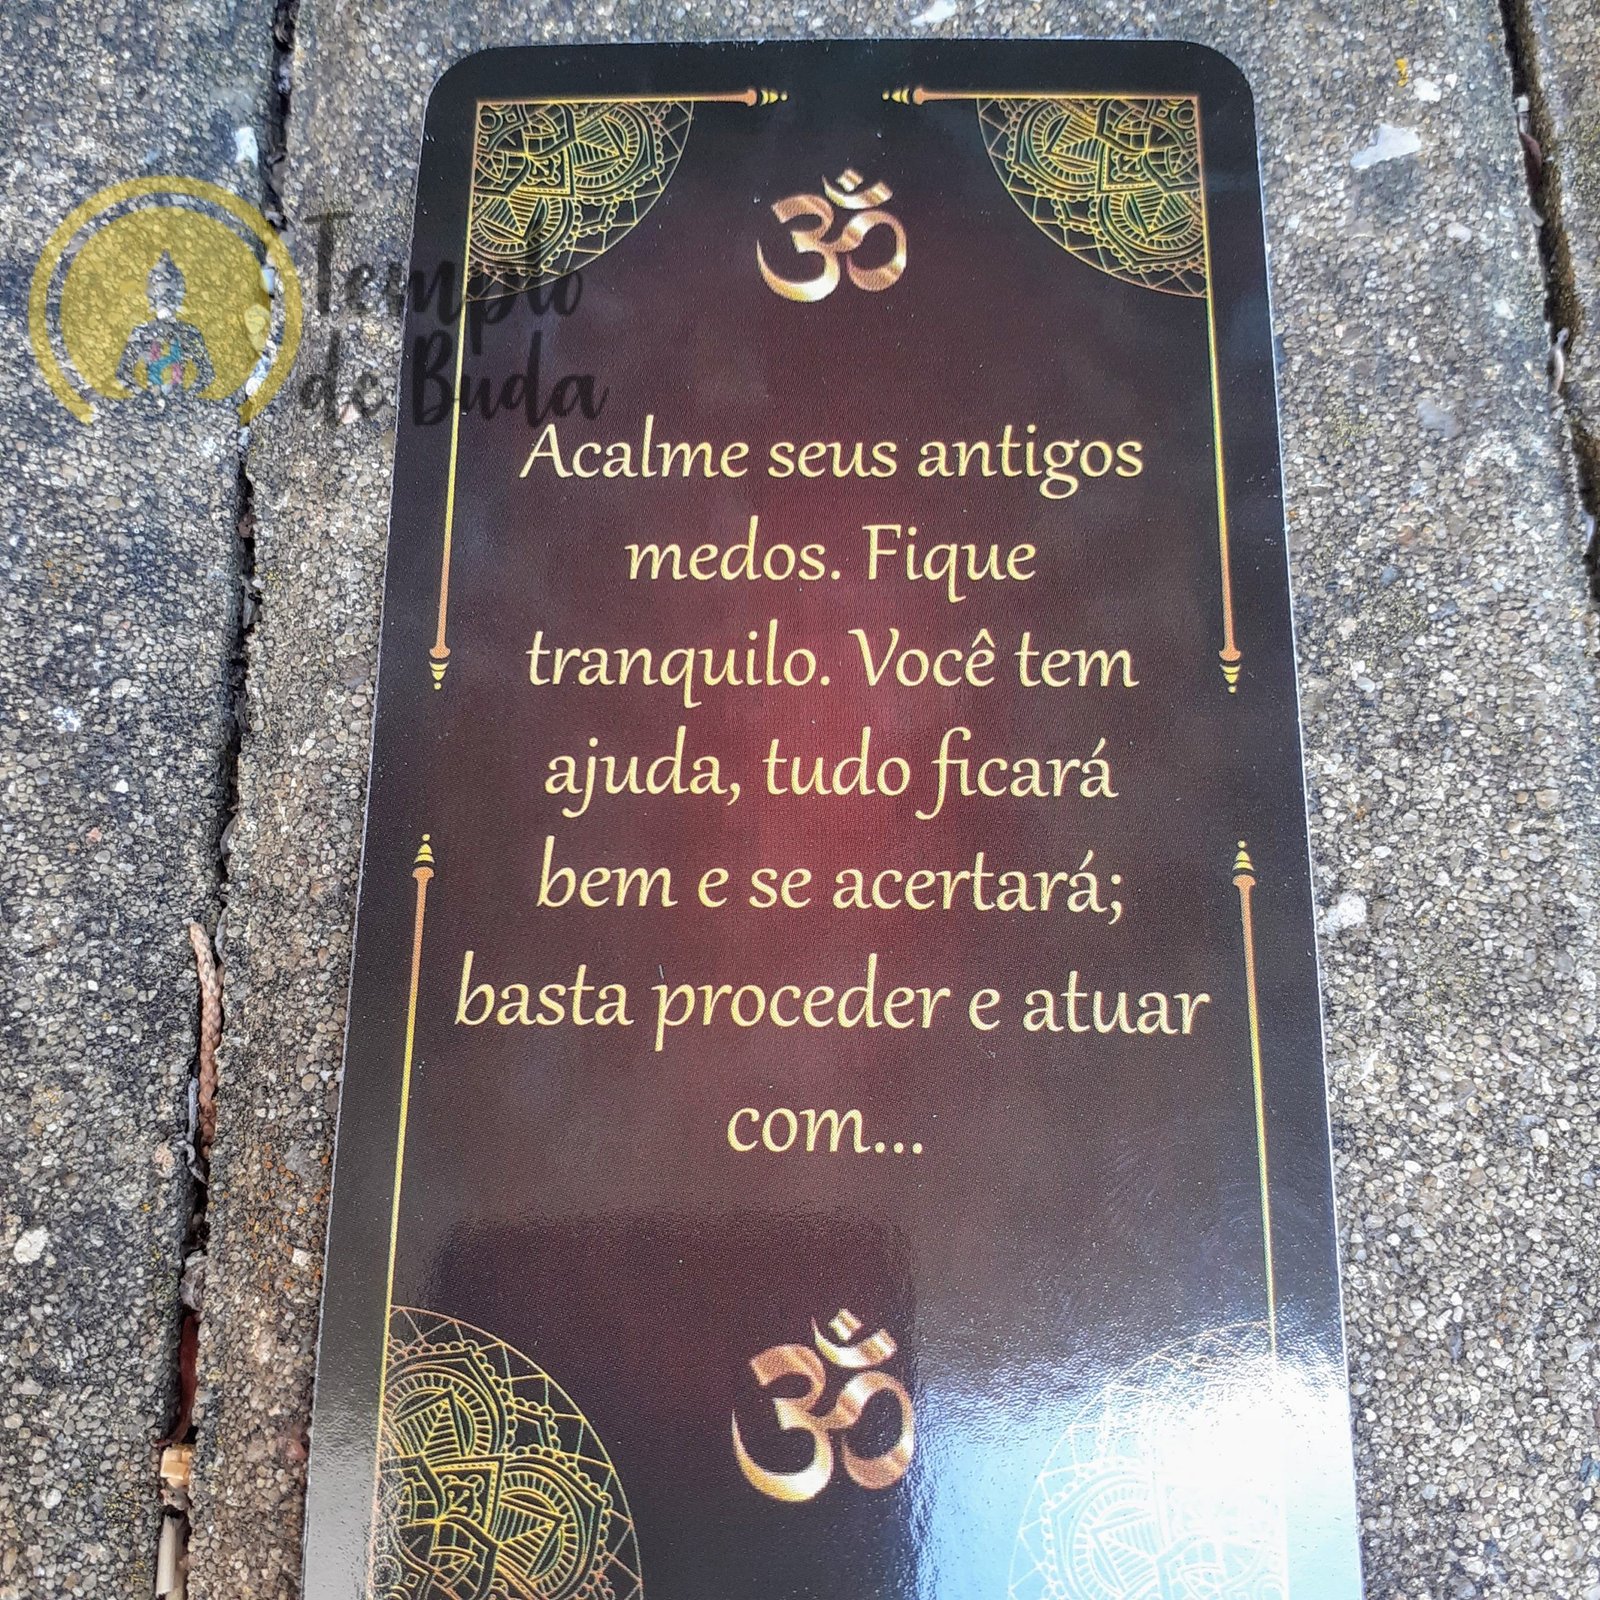 ॐ
Templo
de Buda
Acalme seus antigos
medos. Fique
tranquilo. Você tem
ajuda, tudo ficará
bem e se acertará;
basta proceder e atuar
com...
ॐ